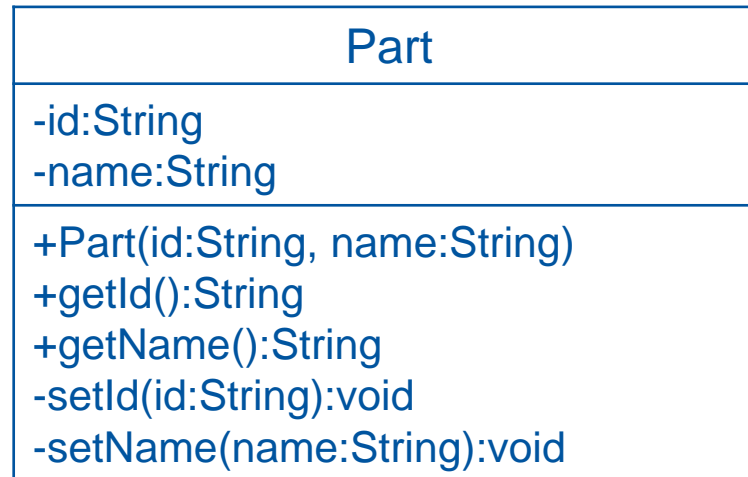 Part
-id:String
-name:String
+Part(id:String, name:String)
+getId():String
+getName():String
-setId(id:String):void
-setName(name:String):void